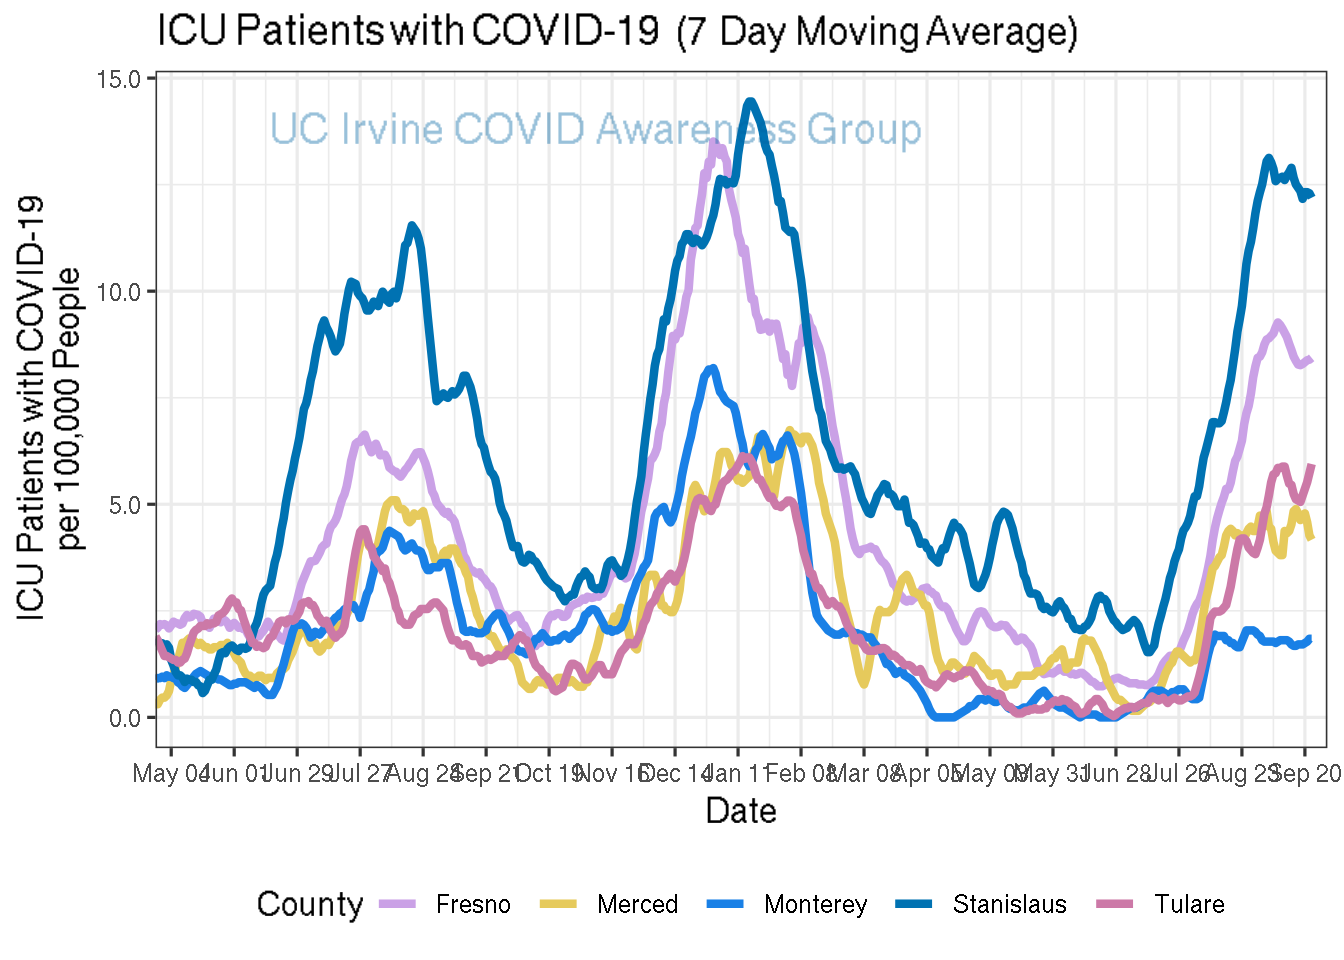 ICU Patients with COVID-19 (7 Day Moving Average)
15.0
UC Irvine COVID Awareness Group
10.0
5.0
0.0
ICU Patients with COVID-19
per 100,000 People
May 04 Jun 01 Jun 29 Jul 27 Aug 24 Sep 21 Oct 19 Nov 16 Dec 14 Jan 11 Feb 08 Mar 08 Apr 05 May 03 May 31 Jun 28 Jul 26 Aug 23 Sep 20
Date
County Fresno Merced Monterey Stanislaus Tulare